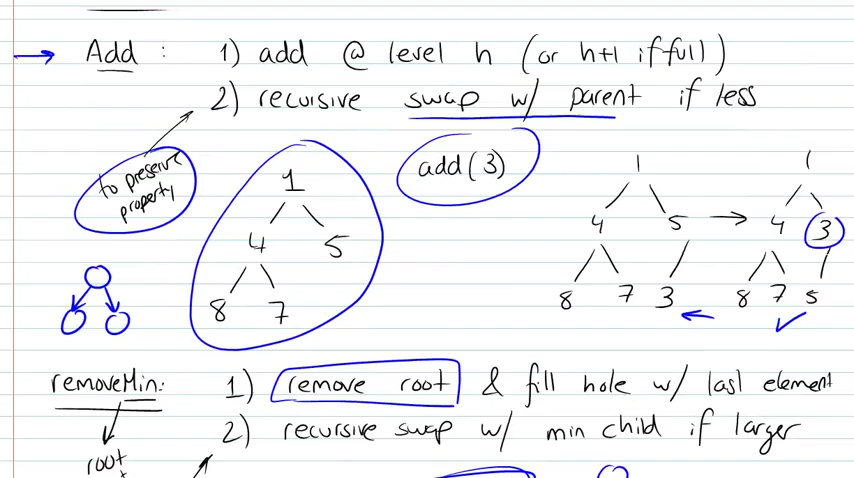 Add : 1) add @ level h (or h+1 if full)
2) recursive swap w/ parent if less
to preserve
property
add(3)
1
4 5
8 7
1
4 5
8 7 3
1
4 3
8 7 5
removeMin: 1) remove root & fill hole w/ last element
2) recursive swap w/ min child if larger
root